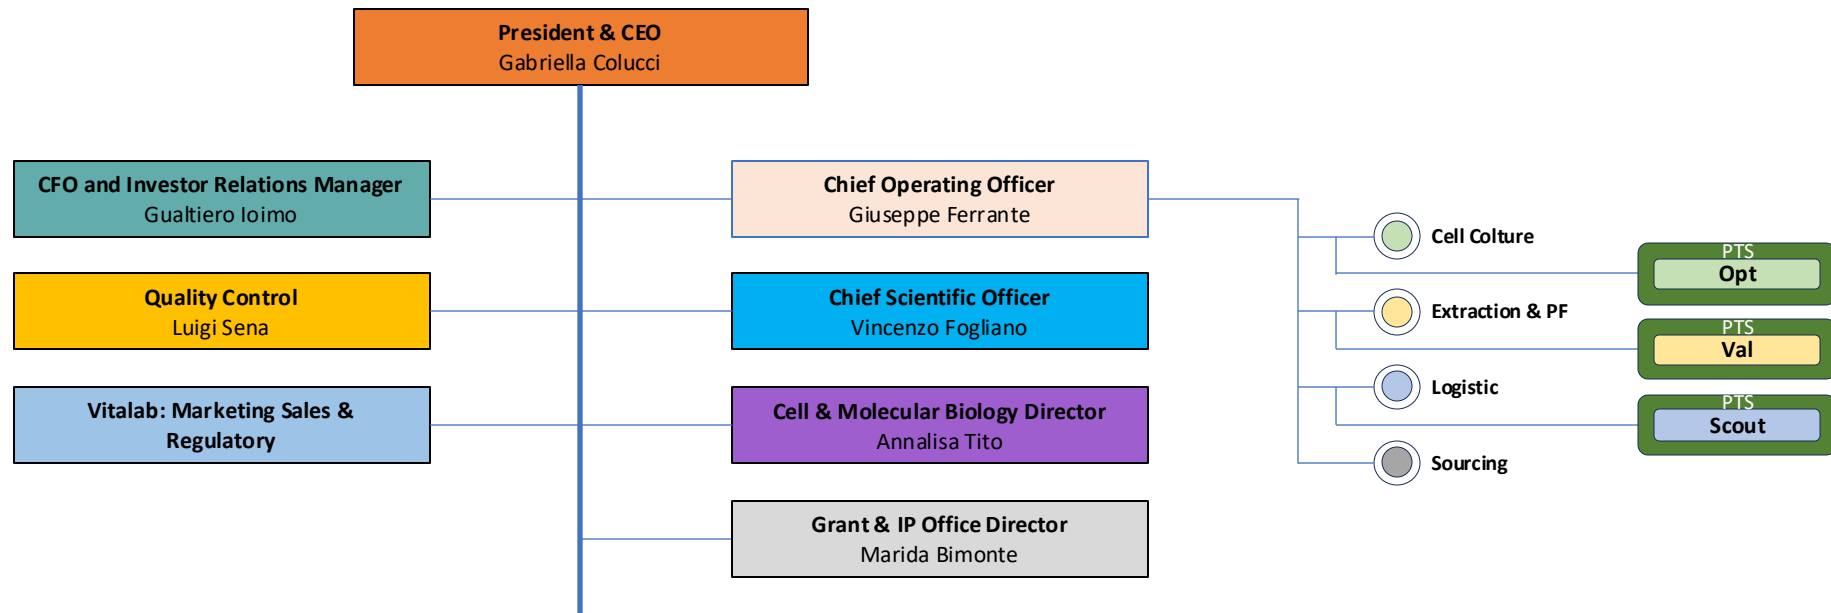 President & CEO
Gabriella Colucci
CFO and Investor Relations Manager
Gualtiero Ioimo
Chief Operating Officer
Giuseppe Ferrante
Quality Control
Luigi Sena
Chief Scientific Officer
Vincenzo Fogliano
Vitalab: Marketing Sales &
Regulatory
Cell & Molecular Biology Director
Annalisa Tito
Grant & IP Office Director
Marida Bimonte
Cell Colture
PTS
Opt
Extraction & PF
PTS
Val
Logistic
PTS
Scout
Sourcing